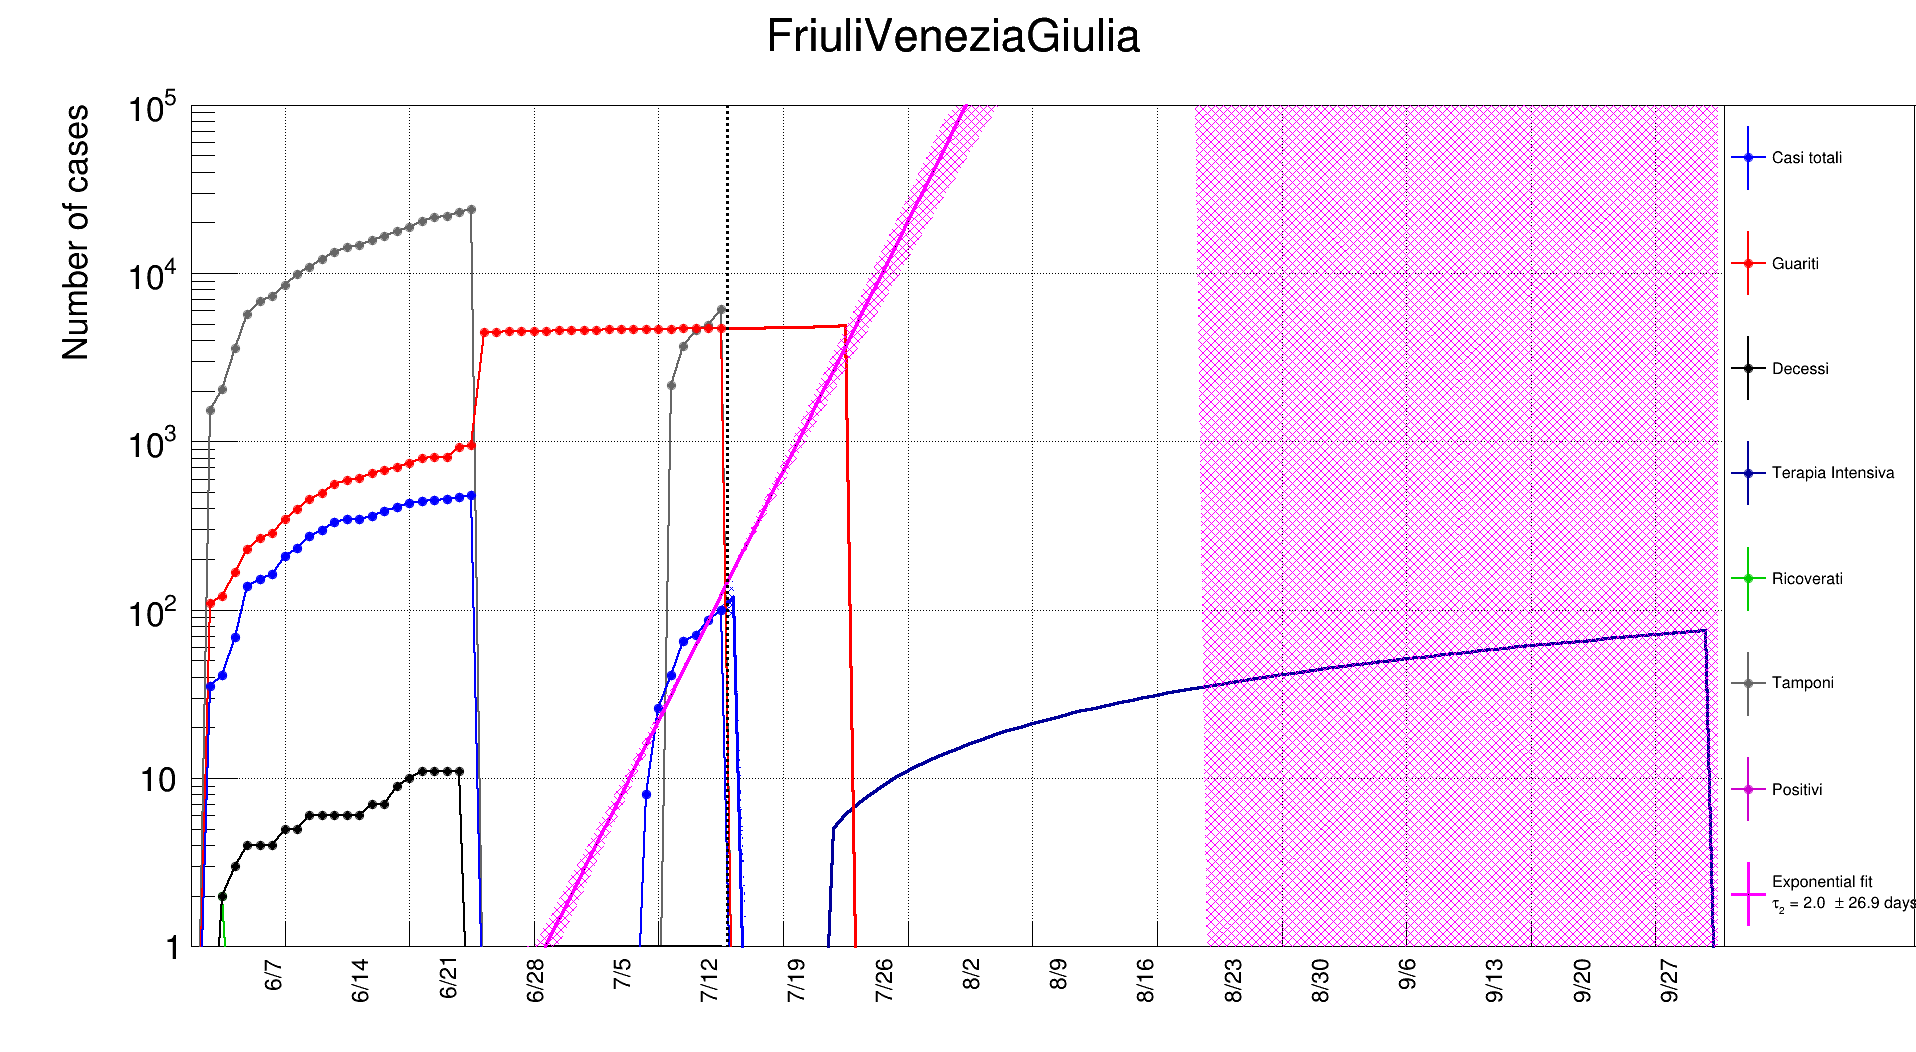 FriuliVeneziaGiulia
Number of cases
10^5
10^4
10^3
10^2
10
1
6/7
6/14
6/21
6/28
7/5
7/12
7/19
7/26
8/2
8/9
8/16
8/23
8/30
9/6
9/13
9/20
9/27
Casi totali
Guariti
Decessi
Terapia Intensiva
Ricoverati
Tamponi
Positivi
Exponential fit
τ_2 = 2.0 ± 26.9 days